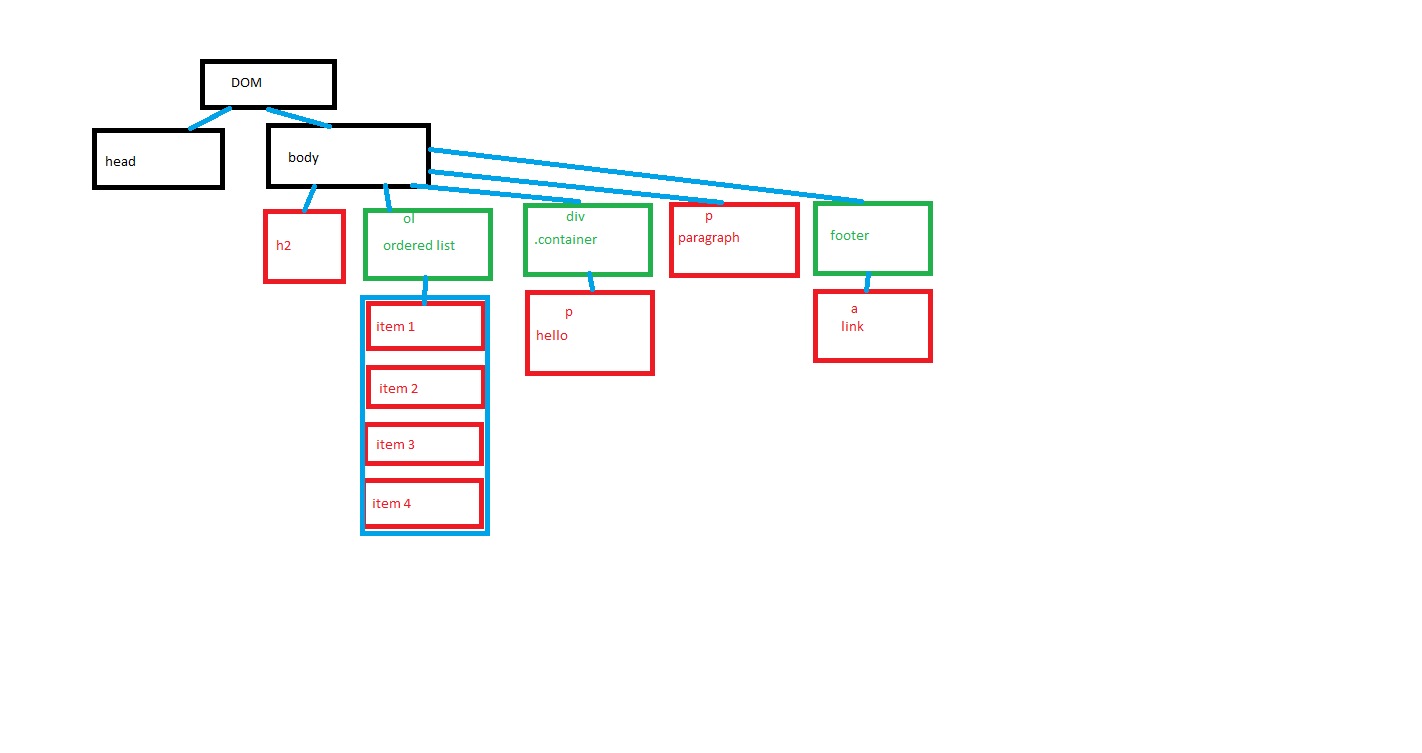 DOM
head
body
h2
ol
ordered list
div
.container
p
paragraph
footer
item 1
item 2
item 3
item 4
p
hello
a
link